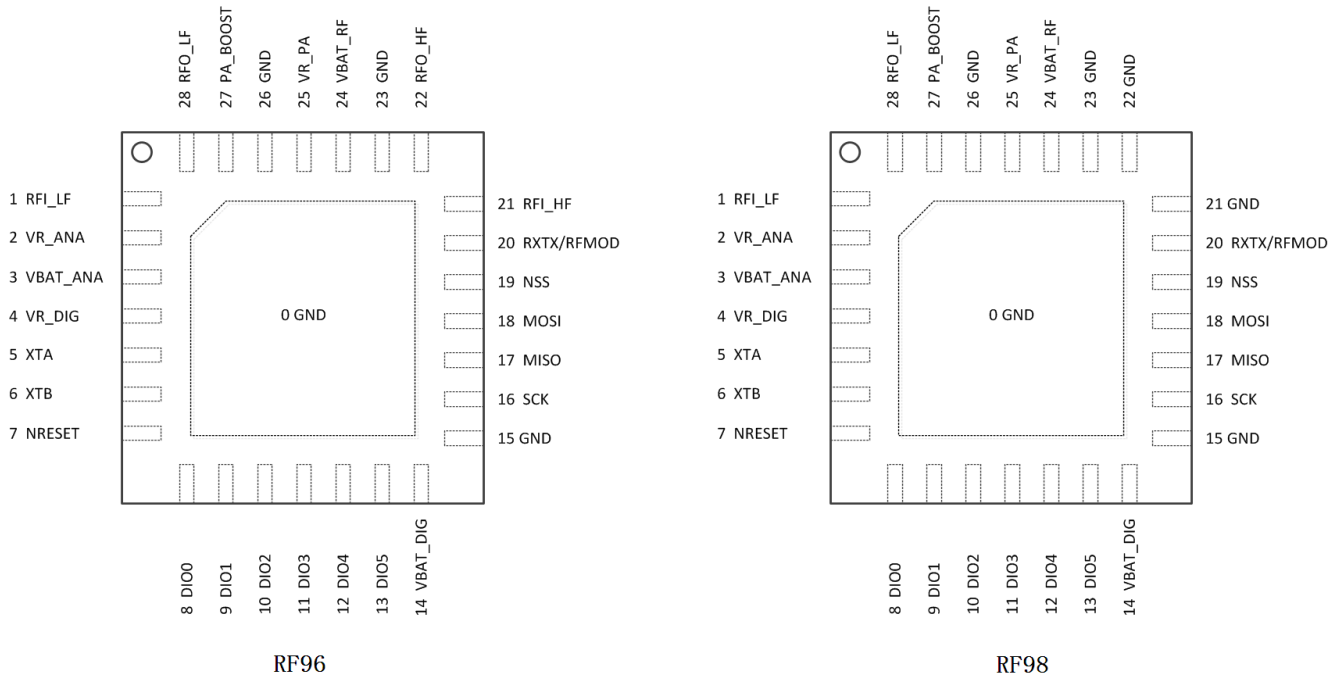 28 RFO_LF
27 PA_BOOST
26 GND
25 VR_PA
24 VBAT_RF
23 GND
22 RFO_HF
1 RFI_LF
2 VR_ANA
3 VBAT_ANA
4 VR_DIG
5 XTA
6 XTB
7 NRESET
0 GND
21 RFI_HF
20 RXTX/RFMOD
19 NSS
18 MOSI
17 MISO
16 SCK
15 GND
8 DIO0
9 DIO1
10 DIO2
11 DIO3
12 DIO4
13 DIO5
14 VBAT_DIG
RF96
28 RFO_LF
27 PA_BOOST
26 GND
25 VR_PA
24 VBAT_RF
23 GND
22 GND
1 RFI_LF
2 VR_ANA
3 VBAT_ANA
4 VR_DIG
5 XTA
6 XTB
7 NRESET
0 GND
21 GND
20 RXTX/RFMOD
19 NSS
18 MOSI
17 MISO
16 SCK
15 GND
8 DIO0
9 DIO1
10 DIO2
11 DIO3
12 DIO4
13 DIO5
14 VBAT_DIG
RF98